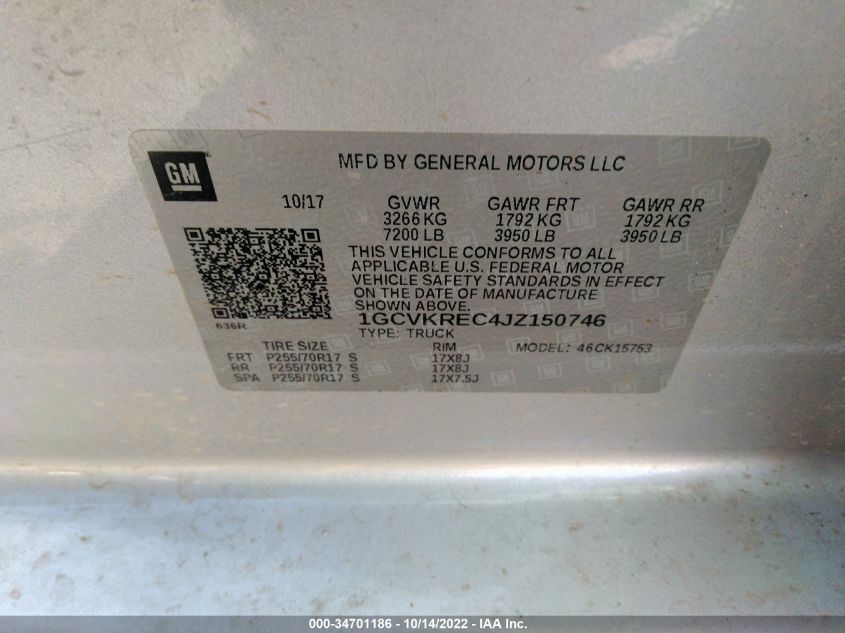 GM
MFD BY GENERAL MOTORS LLC
10/17 GVWR GAWR FRT GAWR RR
3266 KG 1792 KG 1792 KG
7200 LB 3950 LB 3950 LB
THIS VEHICLE CONFORMS TO ALL
APPLICABLE U.S. FEDERAL MOTOR
VEHICLE SAFETY STANDARDS IN EFFECT
ON THE DATE OF MANUFACTURE
SHOWN ABOVE.
1GCVKREC4JZ150746
636R TYPE: TRUCK
TIRE SIZE RIM MODEL: 46CK15753
FRT P255/70R17 S 17X8J
RR P255/70R17 S 17X8J
SPA P255/70R17 S 17X7.5J
000-34701186 - 10/14/2022 - IAA Inc.